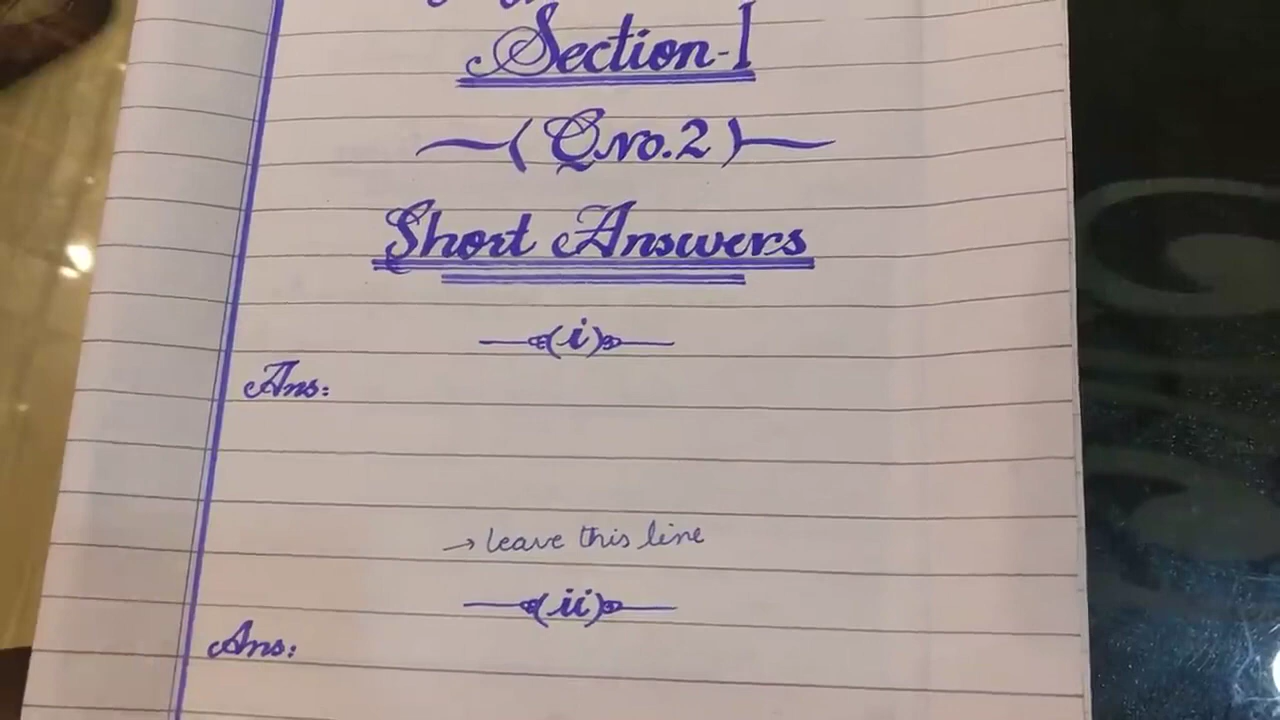 Section-I
(Q.No.2)
Short Answers
(i)
Ans:
→ leave this line
(ii)
Ans: